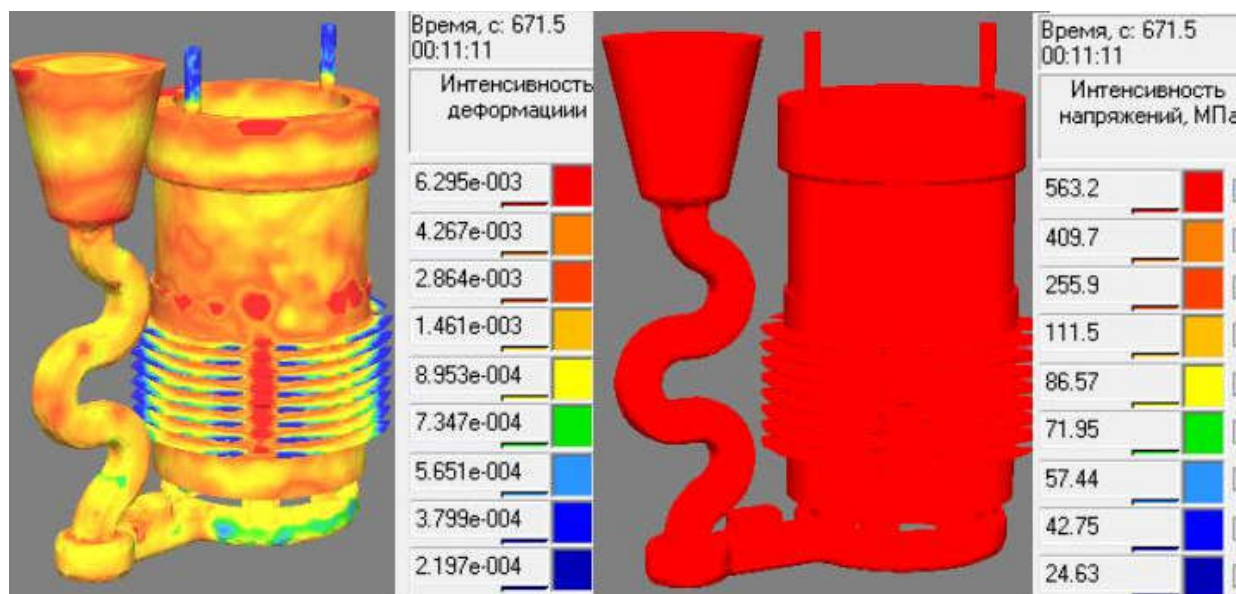 Время, с: 671.5
00:11:11
Интенсивность
деформациии
6.295e-003
4.267e-003
2.864e-003
1.461e-003
8.953e-004
7.347e-004
5.651e-004
3.799e-004
2.197e-004
Время, с: 671.5
00:11:11
Интенсивность
напряжений, МПа
563.2
409.7
255.9
111.5
86.57
71.95
57.44
42.75
24.63